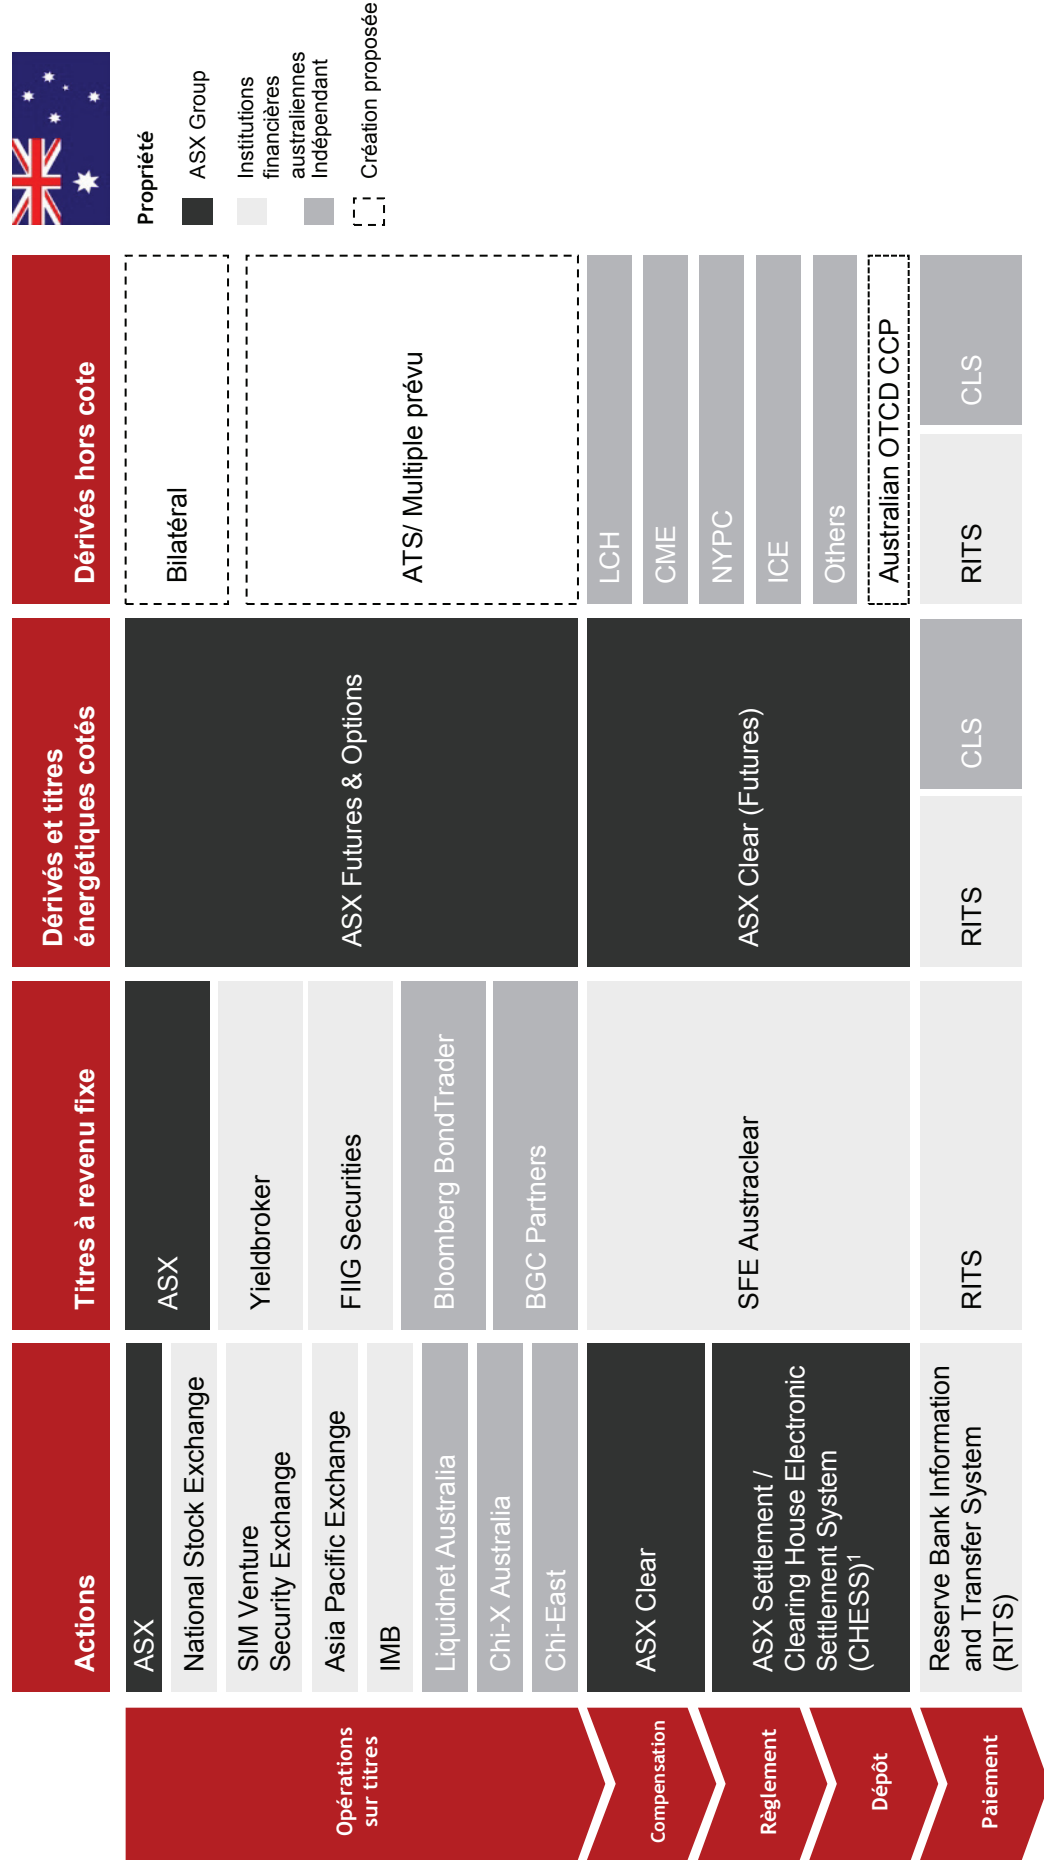 Actions
Titres à revenu fixe
Dérivés et titres
énergétiques cotés
Dérivés hors cote
Propriété
ASX Group
Institutions
financières
australiennes
Indépendant
Création proposée
Opérations
sur titres
ASX
National Stock Exchange
SIM Venture
Security Exchange
Asia Pacific Exchange
IMB
Liquidnet Australia
Chi-X Australia
Chi-East
ASX
Yieldbroker
FIIG Securities
Bloomberg BondTrader
BGC Partners
ASX Futures & Options
Bilatéral
ATS/ Multiple prévu
Compensation
Règlement
Dépôt
ASX Clear
ASX Settlement /
Clearing House Electronic
Settlement System
(CHESS)1
SFE Austraclear
ASX Clear (Futures)
LCH
CME
NYPC
ICE
Others
Australian OTCD CCP
Paiement
Reserve Bank Information
and Transfer System
(RITS)
RITS
RITS
CLS
RITS
CLS